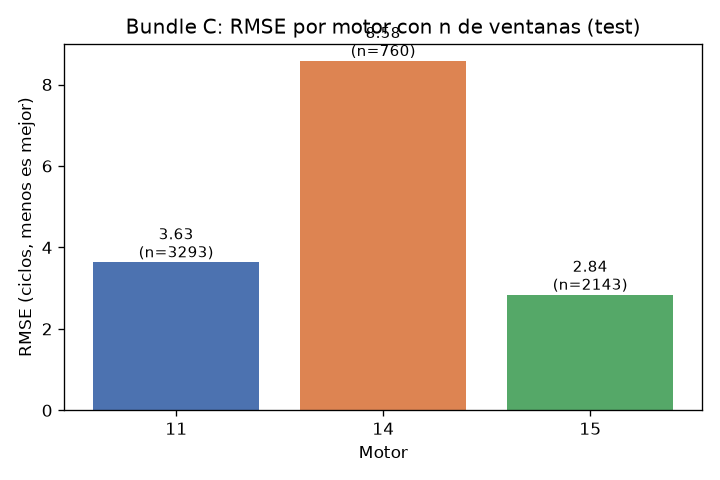 Bundle C: RMSE por motor con n de ventanas (test)
8.58
(n=760)
3.63
(n=3293)
2.84
(n=2143)
RMSE (ciclos, menos es mejor)
8
6
4
2
0
11
14
15
Motor